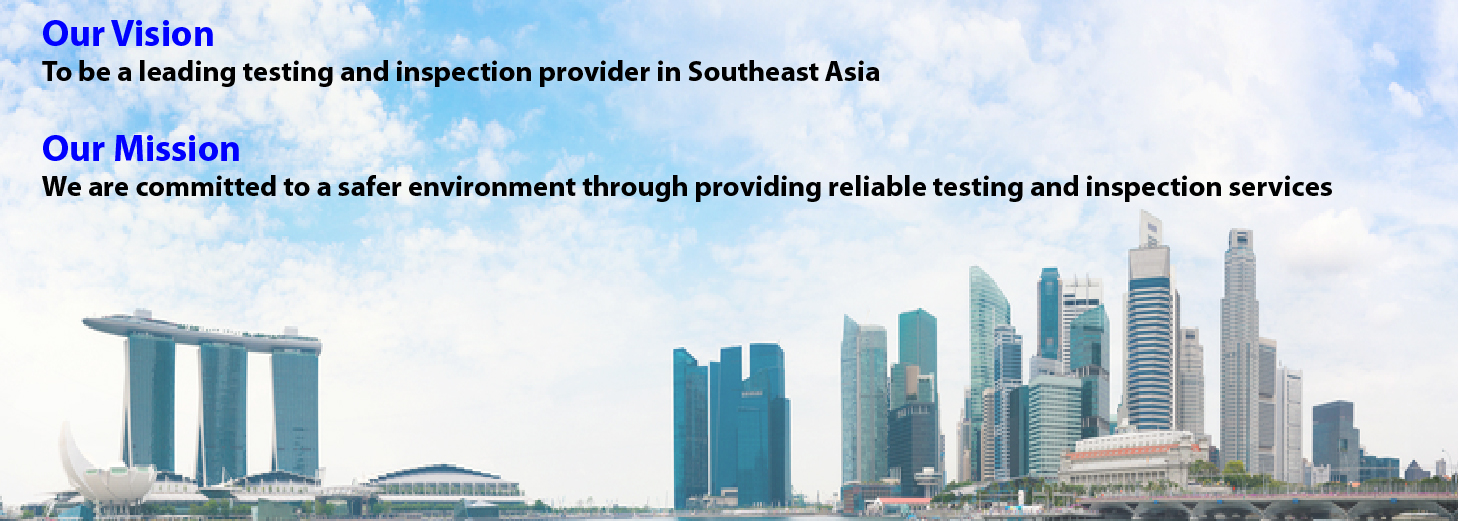 Our Vision
To be a leading testing and inspection provider in Southeast Asia
Our Mission
We are committed to a safer environment through providing reliable testing and inspection services